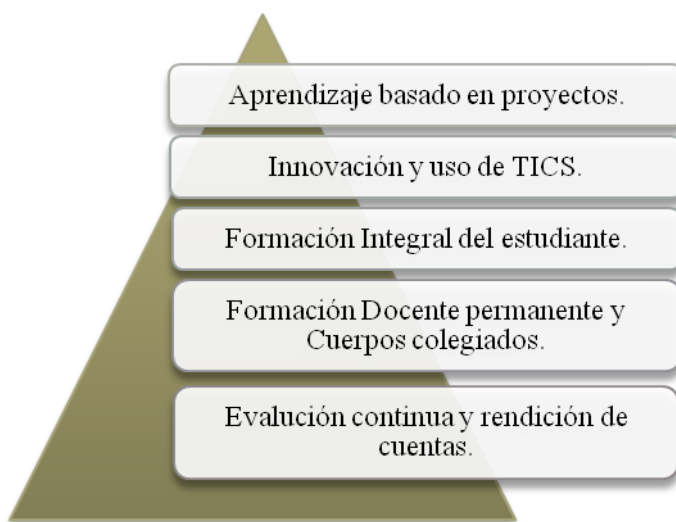 Aprendizaje basado en proyectos.
Innovación y uso de TICS.
Formación Integral del estudiante.
Formación Docente permanente y
Cuerpos colegiados.
Evalución continua y rendición de
cuentas.